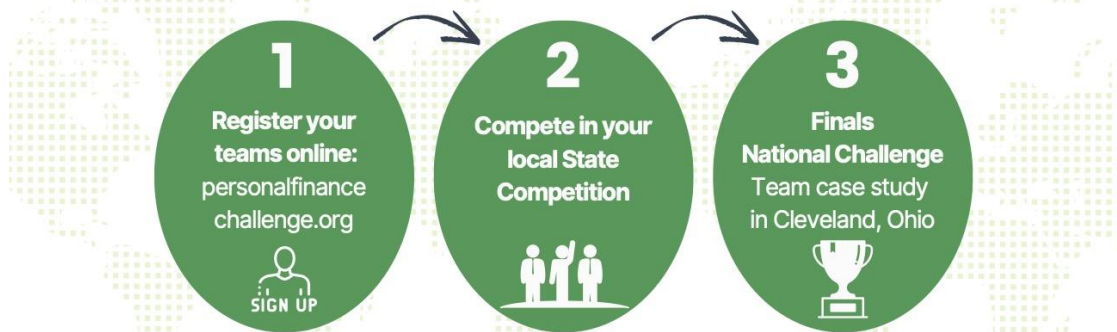 1
Register your
teams online:
personalfinance
challenge.org
SIGN UP
2
Compete in your
local State
Competition
3
Finals
National Challenge
Team case study
in Cleveland, Ohio